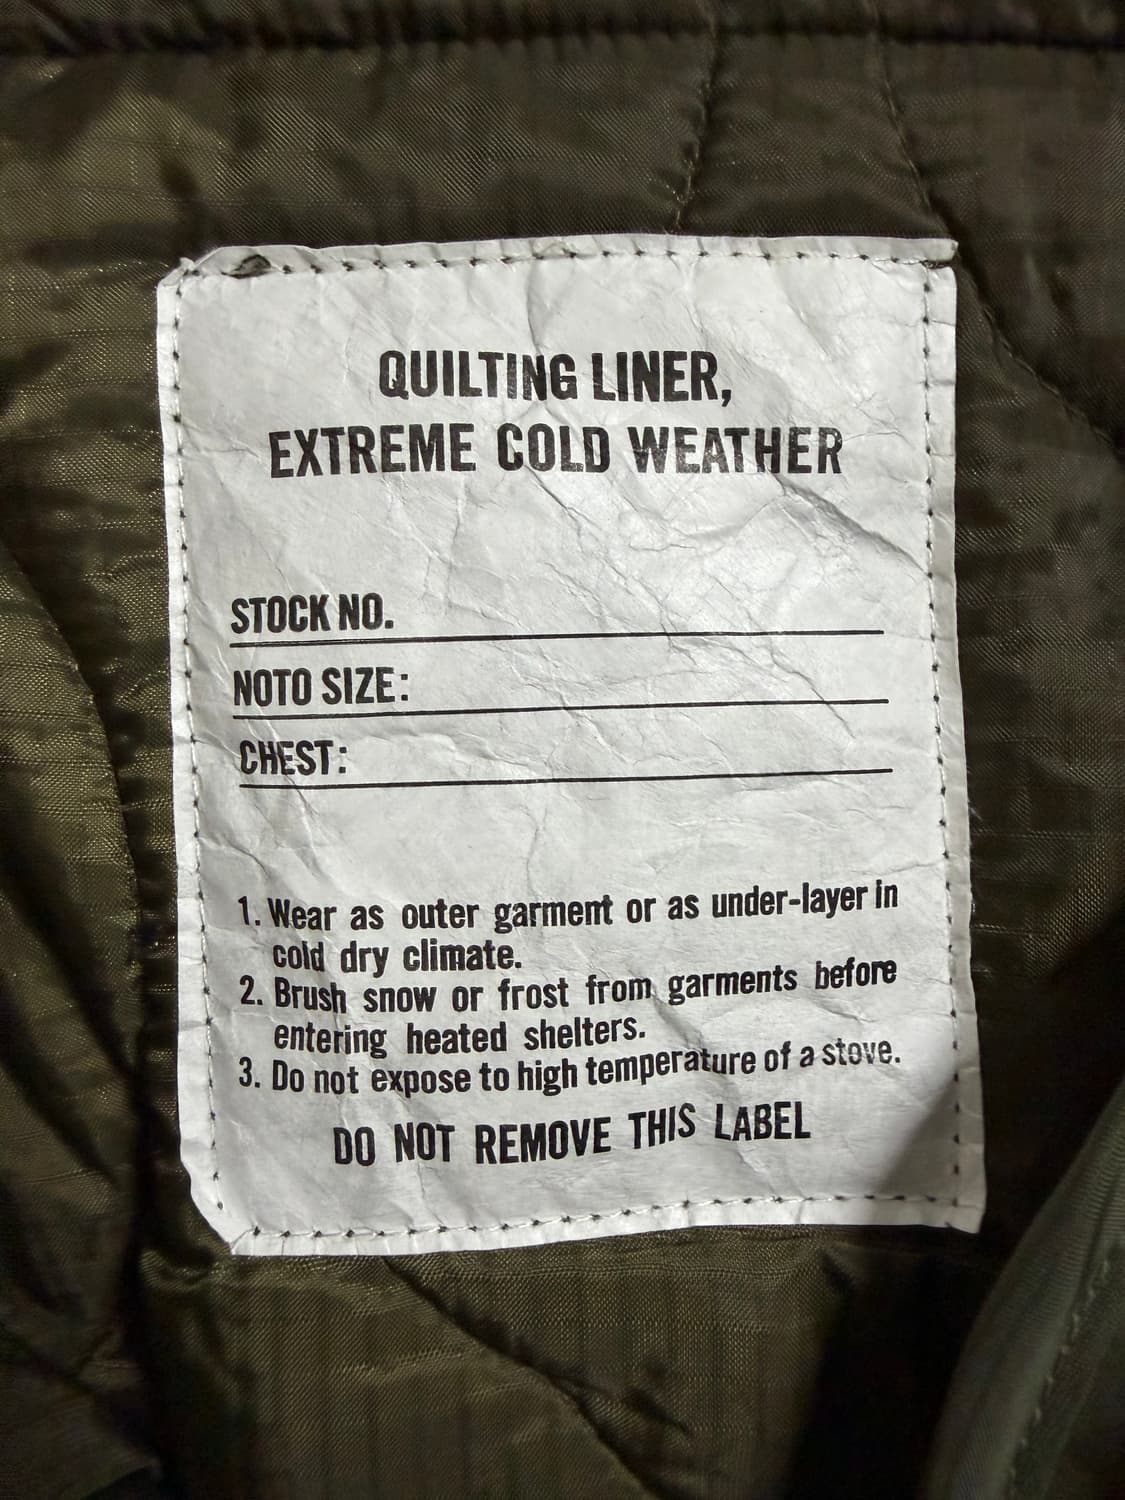 QUILTING LINER,
EXTREME COLD WEATHER
STOCK NO.
NOTO SIZE:
CHEST:
1. Wear as outer garment or as under-layer in
cold dry climate.
2. Brush snow or frost from garments before
entering heated shelters.
3. Do not expose to high temperature of a stove.
DO NOT REMOVE THIS LABEL